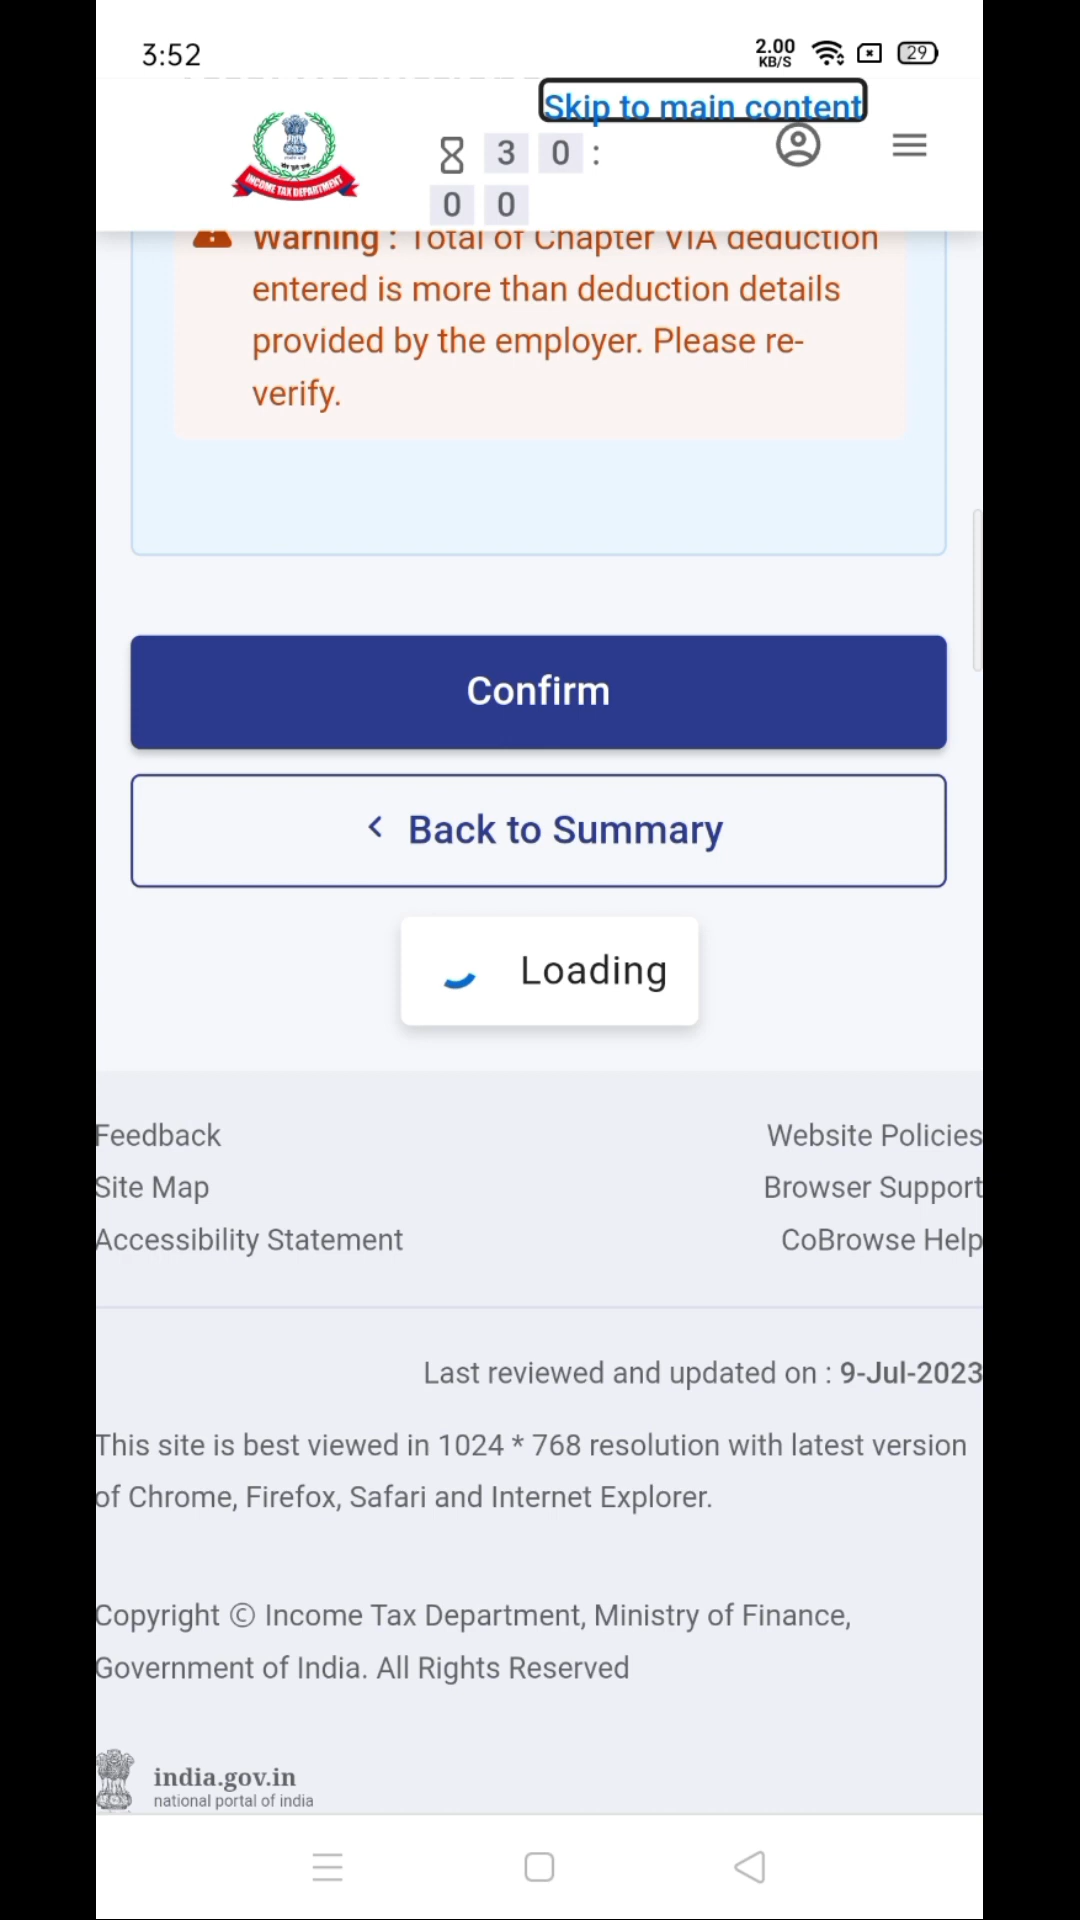 3:52
2.00
KB/S
29
Skip to main content
3 0 :
0 0
INCOME TAX DEPARTMENT
Warning : Total of Chapter VIA deduction
entered is more than deduction details
provided by the employer. Please re-
verify.
Confirm
Back to Summary
Loading
Feedback
Website Policies
Site Map
Browser Support
Accessibility Statement
CoBrowse Help
Last reviewed and updated on : 9-Jul-2023
This site is best viewed in 1024 * 768 resolution with latest version
of Chrome, Firefox, Safari and Internet Explorer.
Copyright © Income Tax Department, Ministry of Finance,
Government of India. All Rights Reserved
india.gov.in
national portal of india